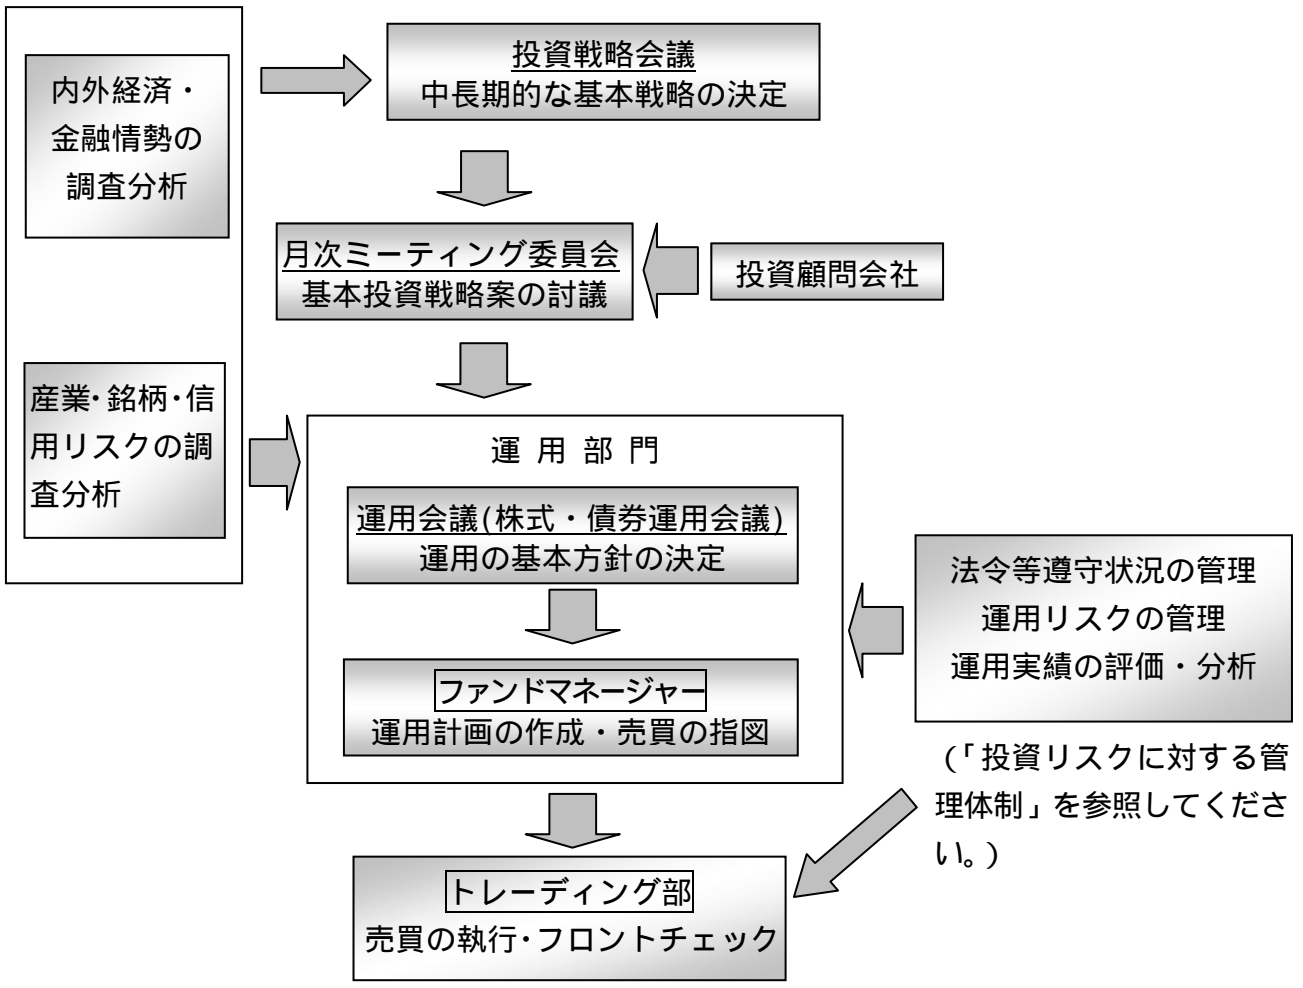 内外経済・
金融情勢の
調査分析
投資戦略会議
中長期的な基本戦略の決定
月次ミーティング委員会
基本投資戦略案の討議
投資顧問会社
産業・銘柄・信
用リスクの調
査分析
運用部門
運用会議(株式・債券運用会議)
運用の基本方針の決定
ファンドマネージャー
運用計画の作成・売買の指図
法令等遵守状況の管理
運用リスクの管理
運用実績の評価・分析
(「投資リスクに対する管
理体制」を参照してくださ
い。)
トレーディング部
売買の執行・フロントチェック